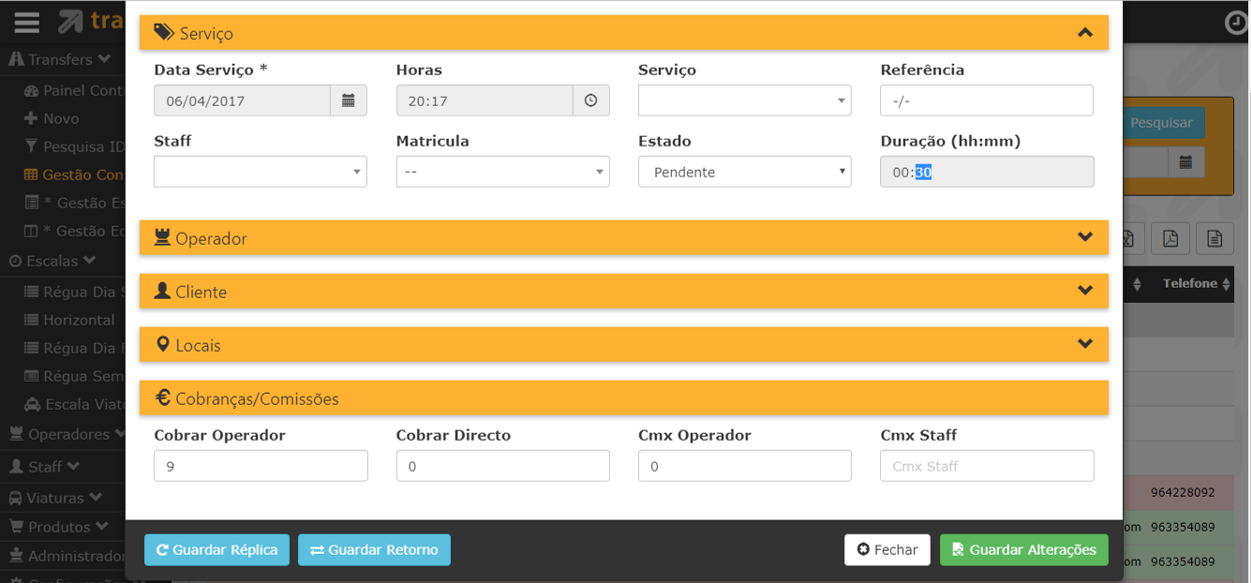 tra
Transfers
Painel Cont
Novo
Pesquisa ID
Gestão Con
* Gestão Es
* Gestão Ec
Escalas
Régua Dia S
Horizontal
Régua Dia
Régua Sem
Escala Viat
Operadores
Staff
Viaturas
Produtos
Administrador
Serviço
Data Serviço * Horas Serviço Referência
06/04/2017 20:17 -/-
Staff Matricula Estado Duração (hh:mm)
-- Pendente 00:30
Operador
Cliente
Locais
€ Cobranças/Comissões
Cobrar Operador Cobrar Directo Cmx Operador Cmx Staff
9 0 0 Cmx Staff
Guardar Réplica Guardar Retorno Fechar Guardar Alterações
Pesquisar
Telefone
964228092
om 963354089
963354089